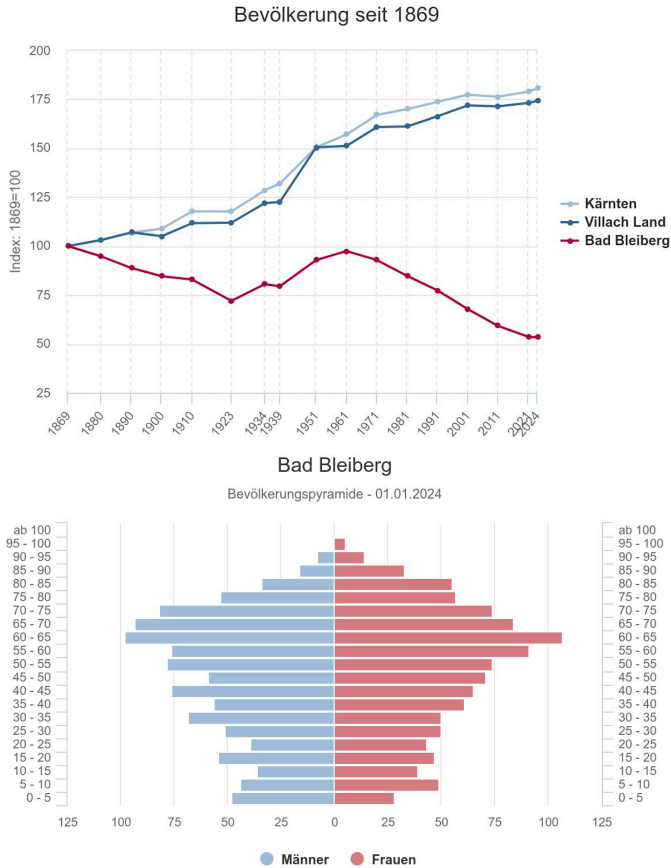 Bevölkerung seit 1869
200
175
150
125
100
75
50
25
Index: 1869=100
1869
1880
1890
1900
1910
1923
1934
1939
1951
1961
1971
1981
1991
2001
2011
2021
2024
Kärnten
Villach Land
Bad Bleiberg
Bad Bleiberg
Bevölkerungspyramide - 01.01.2024
ab 100 ab 100
95 - 100 95 - 100
90 - 95 90 - 95
85 - 90 85 - 90
80 - 85 80 - 85
75 - 80 75 - 80
70 - 75 70 - 75
65 - 70 65 - 70
60 - 65 60 - 65
55 - 60 55 - 60
50 - 55 50 - 55
45 - 50 45 - 50
40 - 45 40 - 45
35 - 40 35 - 40
30 - 35 30 - 35
25 - 30 25 - 30
20 - 25 20 - 25
15 - 20 15 - 20
10 - 15 10 - 15
5 - 10 5 - 10
0 - 5 0 - 5
125 100 75 50 25 0 25 50 75 100 125
Männer Frauen